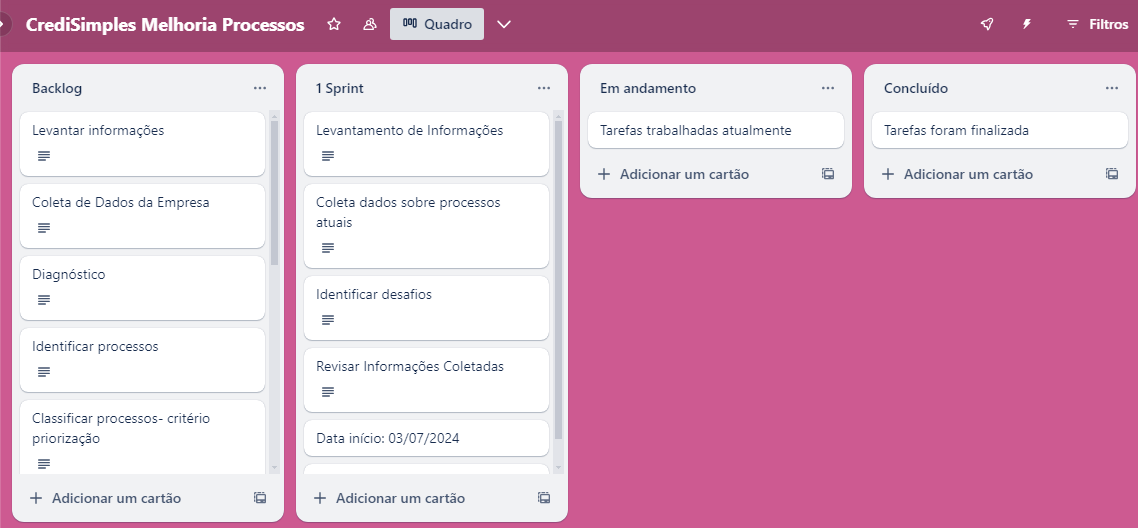 CrediSimples Melhoria Processos
Quadro
Filtros
Backlog
Levantar informações
Coleta de Dados da Empresa
Diagnóstico
Identificar processos
Classificar processos- critério
priorização
Adicionar um cartão
1 Sprint
Levantamento de Informações
Coleta dados sobre processos
atuais
Identificar desafios
Revisar Informações Coletadas
Data início: 03/07/2024
Adicionar um cartão
Em andamento
Tarefas trabalhadas atualmente
Adicionar um cartão
Concluído
Tarefas foram finalizada
Adicionar um cartão